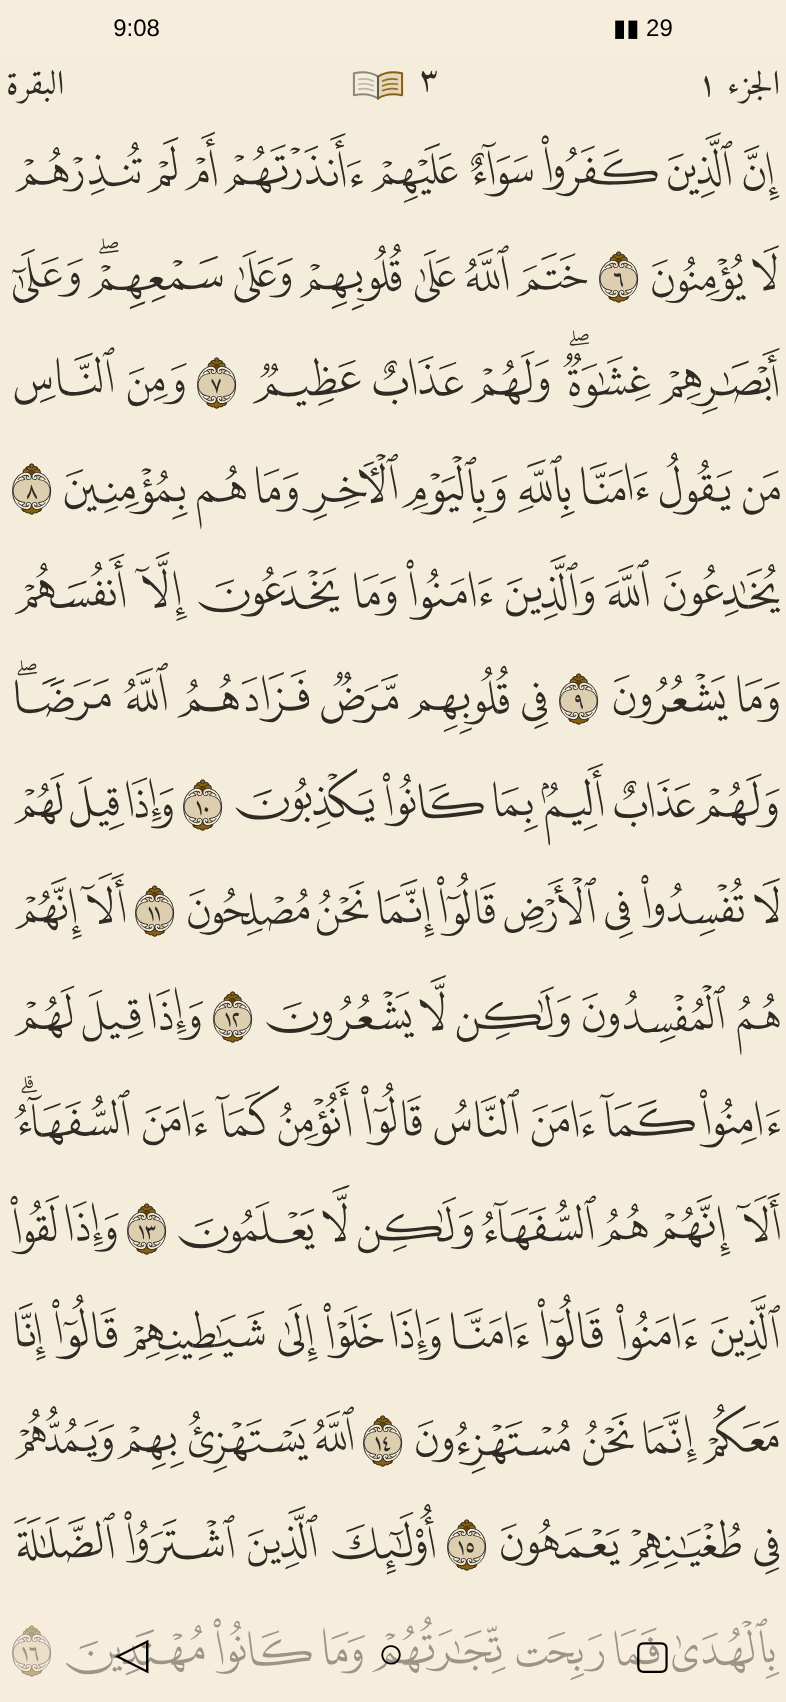 9:08 29
الجزء ١ ٣ البقرة
إِنَّ ٱلَّذِينَ كَفَرُوا۟ سَوَآءٌ عَلَيْهِمْ ءَأَنذَرْتَهُمْ أَمْ لَمْ تُنذِرْهُمْ
لَا يُؤْمِنُونَ ٦ خَتَمَ ٱللَّهُ عَلَىٰ قُلُوبِهِمْ وَعَلَىٰ سَمْعِهِمْ ۖ وَعَلَىٰٓ
أَبْصَـٰرِهِمْ غِشَـٰوَةٌ ۖ وَلَهُمْ عَذَابٌ عَظِيمٌ ٧ وَمِنَ ٱلنَّاسِ
مَن يَقُولُ ءَامَنَّا بِٱللَّهِ وَبِٱلْيَوْمِ ٱلْـَٔاخِرِ وَمَا هُم بِمُؤْمِنِينَ ٨
يُخَـٰدِعُونَ ٱللَّهَ وَٱلَّذِينَ ءَامَنُوا۟ وَمَا يَخْدَعُونَ إِلَّآ أَنفُسَهُمْ
وَمَا يَشْعُرُونَ ٩ فِى قُلُوبِهِم مَّرَضٌ فَزَادَهُمُ ٱللَّهُ مَرَضًا ۖ
وَلَهُمْ عَذَابٌ أَلِيمٌۢ بِمَا كَانُوا۟ يَكْذِبُونَ ١٠ وَإِذَا قِيلَ لَهُمْ
لَا تُفْسِدُوا۟ فِى ٱلْأَرْضِ قَالُوٓا۟ إِنَّمَا نَحْنُ مُصْلِحُونَ ١١ أَلَآ إِنَّهُمْ
هُمُ ٱلْمُفْسِدُونَ وَلَـٰكِن لَّا يَشْعُرُونَ ١٢ وَإِذَا قِيلَ لَهُمْ
ءَامِنُوا۟ كَمَآ ءَامَنَ ٱلنَّاسُ قَالُوٓا۟ أَنُؤْمِنُ كَمَآ ءَامَنَ ٱلسُّفَهَآءُ ۗ
أَلَآ إِنَّهُمْ هُمُ ٱلسُّفَهَآءُ وَلَـٰكِن لَّا يَعْلَمُونَ ١٣ وَإِذَا لَقُوا۟
ٱلَّذِينَ ءَامَنُوا۟ قَالُوٓا۟ ءَامَنَّا وَإِذَا خَلَوْا۟ إِلَىٰ شَيَـٰطِينِهِمْ قَالُوٓا۟ إِنَّا
مَعَكُمْ إِنَّمَا نَحْنُ مُسْتَهْزِءُونَ ١٤ ٱللَّهُ يَسْتَهْزِئُ بِهِمْ وَيَمُدُّهُمْ
فِى طُغْيَـٰنِهِمْ يَعْمَهُونَ ١٥ أُو۟لَـٰٓئِكَ ٱلَّذِينَ ٱشْتَرَوُا۟ ٱلضَّلَـٰلَةَ
بِٱلْهُدَىٰ فَمَا رَبِحَت تِّجَـٰرَتُهُمْ وَمَا كَانُوا۟ مُهْتَدِينَ ١٦